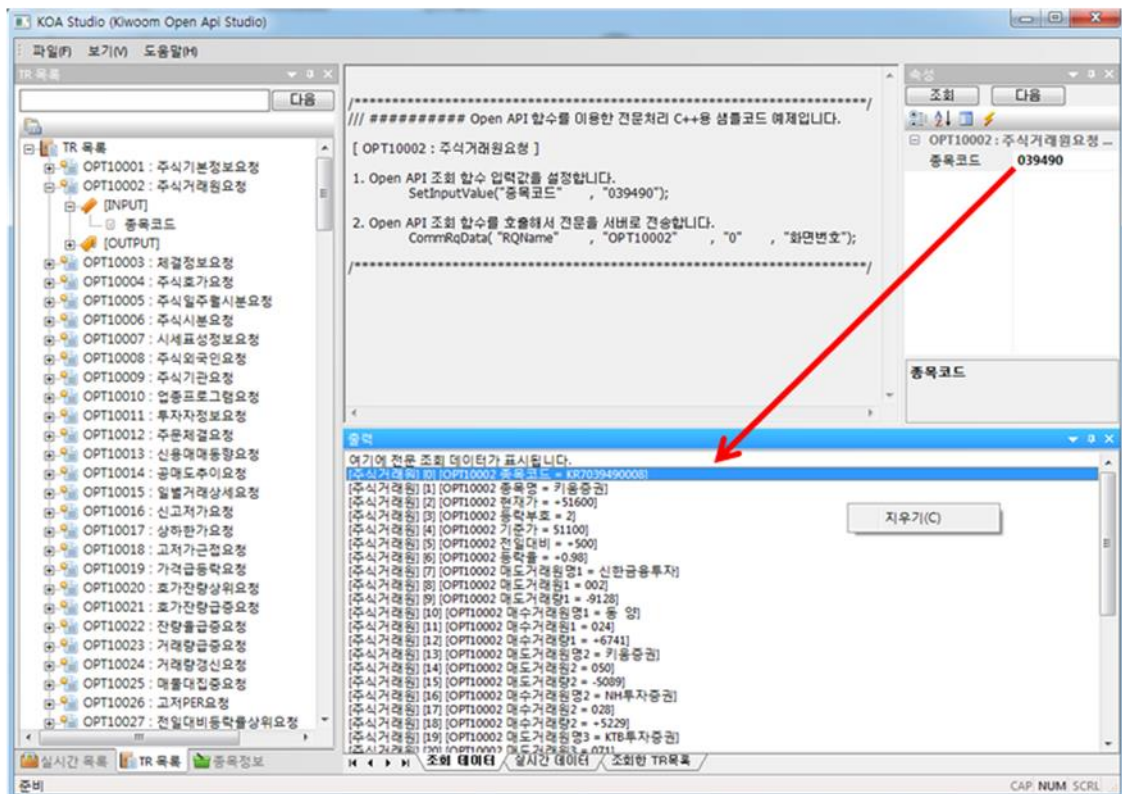 KOA Studio (Kiwoom Open Api Studio)
파일(F) 보기(V) 도움말(H)
TR 목록
다음
TR 목록
OPT10001 : 주식기본정보요청
OPT10002 : 주식거래원요청
[INPUT]
종목코드
[OUTPUT]
OPT10003 : 체결정보요청
OPT10004 : 주식호가요청
OPT10005 : 주식일주월시분요청
OPT10006 : 주식시분요청
OPT10007 : 시세표성정보요청
OPT10008 : 주식외국인요청
OPT10009 : 주식기관요청
OPT10010 : 업종프로그램요청
OPT10011 : 투자자정보요청
OPT10012 : 주문체결요청
OPT10013 : 신용매매동향요청
OPT10014 : 공매도추이요청
OPT10015 : 일별거래상세요청
OPT10016 : 신고저가요청
OPT10017 : 상하한가요청
OPT10018 : 고저가근접요청
OPT10019 : 가격급등락요청
OPT10020 : 호가잔량상위요청
OPT10021 : 호가잔량급증요청
OPT10022 : 잔량율급증요청
OPT10023 : 거래량급증요청
OPT10024 : 거래량갱신요청
OPT10025 : 매물대집중요청
OPT10026 : 고저PER요청
OPT10027 : 전일대비등락률상위요청
실시간 목록 TR 목록 종목정보
/*********************************************************************/
/// ########## Open API 함수를 이용한 전문처리 C++용 샘플코드 예제입니다.
[ OPT10002 : 주식거래원요청 ]
1. Open API 조회 함수 입력값을 설정합니다.
SetInputValue("종목코드" , "039490");
2. Open API 조회 함수를 호출해서 전문을 서버로 전송합니다.
CommRqData( "RQName" , "OPT10002" , "0" , "화면번호");
/*********************************************************************/
속성
조회 다음
OPT10002 : 주식거래원요청 ...
종목코드 039490
종목코드
출력
여기에 전문 조회 데이터가 표시됩니다.
[주식거래원] [0] [OPT10002 종목코드 = KR7039490008]
[주식거래원] [1] [OPT10002 종목명 = 키움증권]
[주식거래원] [2] [OPT10002 현재가 = +51600]
[주식거래원] [3] [OPT10002 등락부호 = 2]
[주식거래원] [4] [OPT10002 기준가 = 51100]
[주식거래원] [5] [OPT10002 전일대비 = +500]
[주식거래원] [6] [OPT10002 등락율 = +0.98]
[주식거래원] [7] [OPT10002 매도거래원명1 = 신한금융투자]
[주식거래원] [8] [OPT10002 매도거래원1 = 002]
[주식거래원] [9] [OPT10002 매도거래량1 = -9128]
[주식거래원] [10] [OPT10002 매수거래원명1 = 동 양]
[주식거래원] [11] [OPT10002 매수거래원1 = 024]
[주식거래원] [12] [OPT10002 매수거래량1 = +6741]
[주식거래원] [13] [OPT10002 매도거래원명2 = 키움증권]
[주식거래원] [14] [OPT10002 매도거래원2 = 050]
[주식거래원] [15] [OPT10002 매도거래량2 = -5089]
[주식거래원] [16] [OPT10002 매수거래원명2 = NH투자증권]
[주식거래원] [17] [OPT10002 매수거래원2 = 028]
[주식거래원] [18] [OPT10002 매수거래량2 = +5229]
[주식거래원] [19] [OPT10002 매도거래원명3 = KTB투자증권]
[주식거래원] [20] [OPT10002 매도거래원3 = 071]
지우기(C)
조회 데이터 실시간 데이터 조회한 TR목록
준비
CAP NUM SCRL